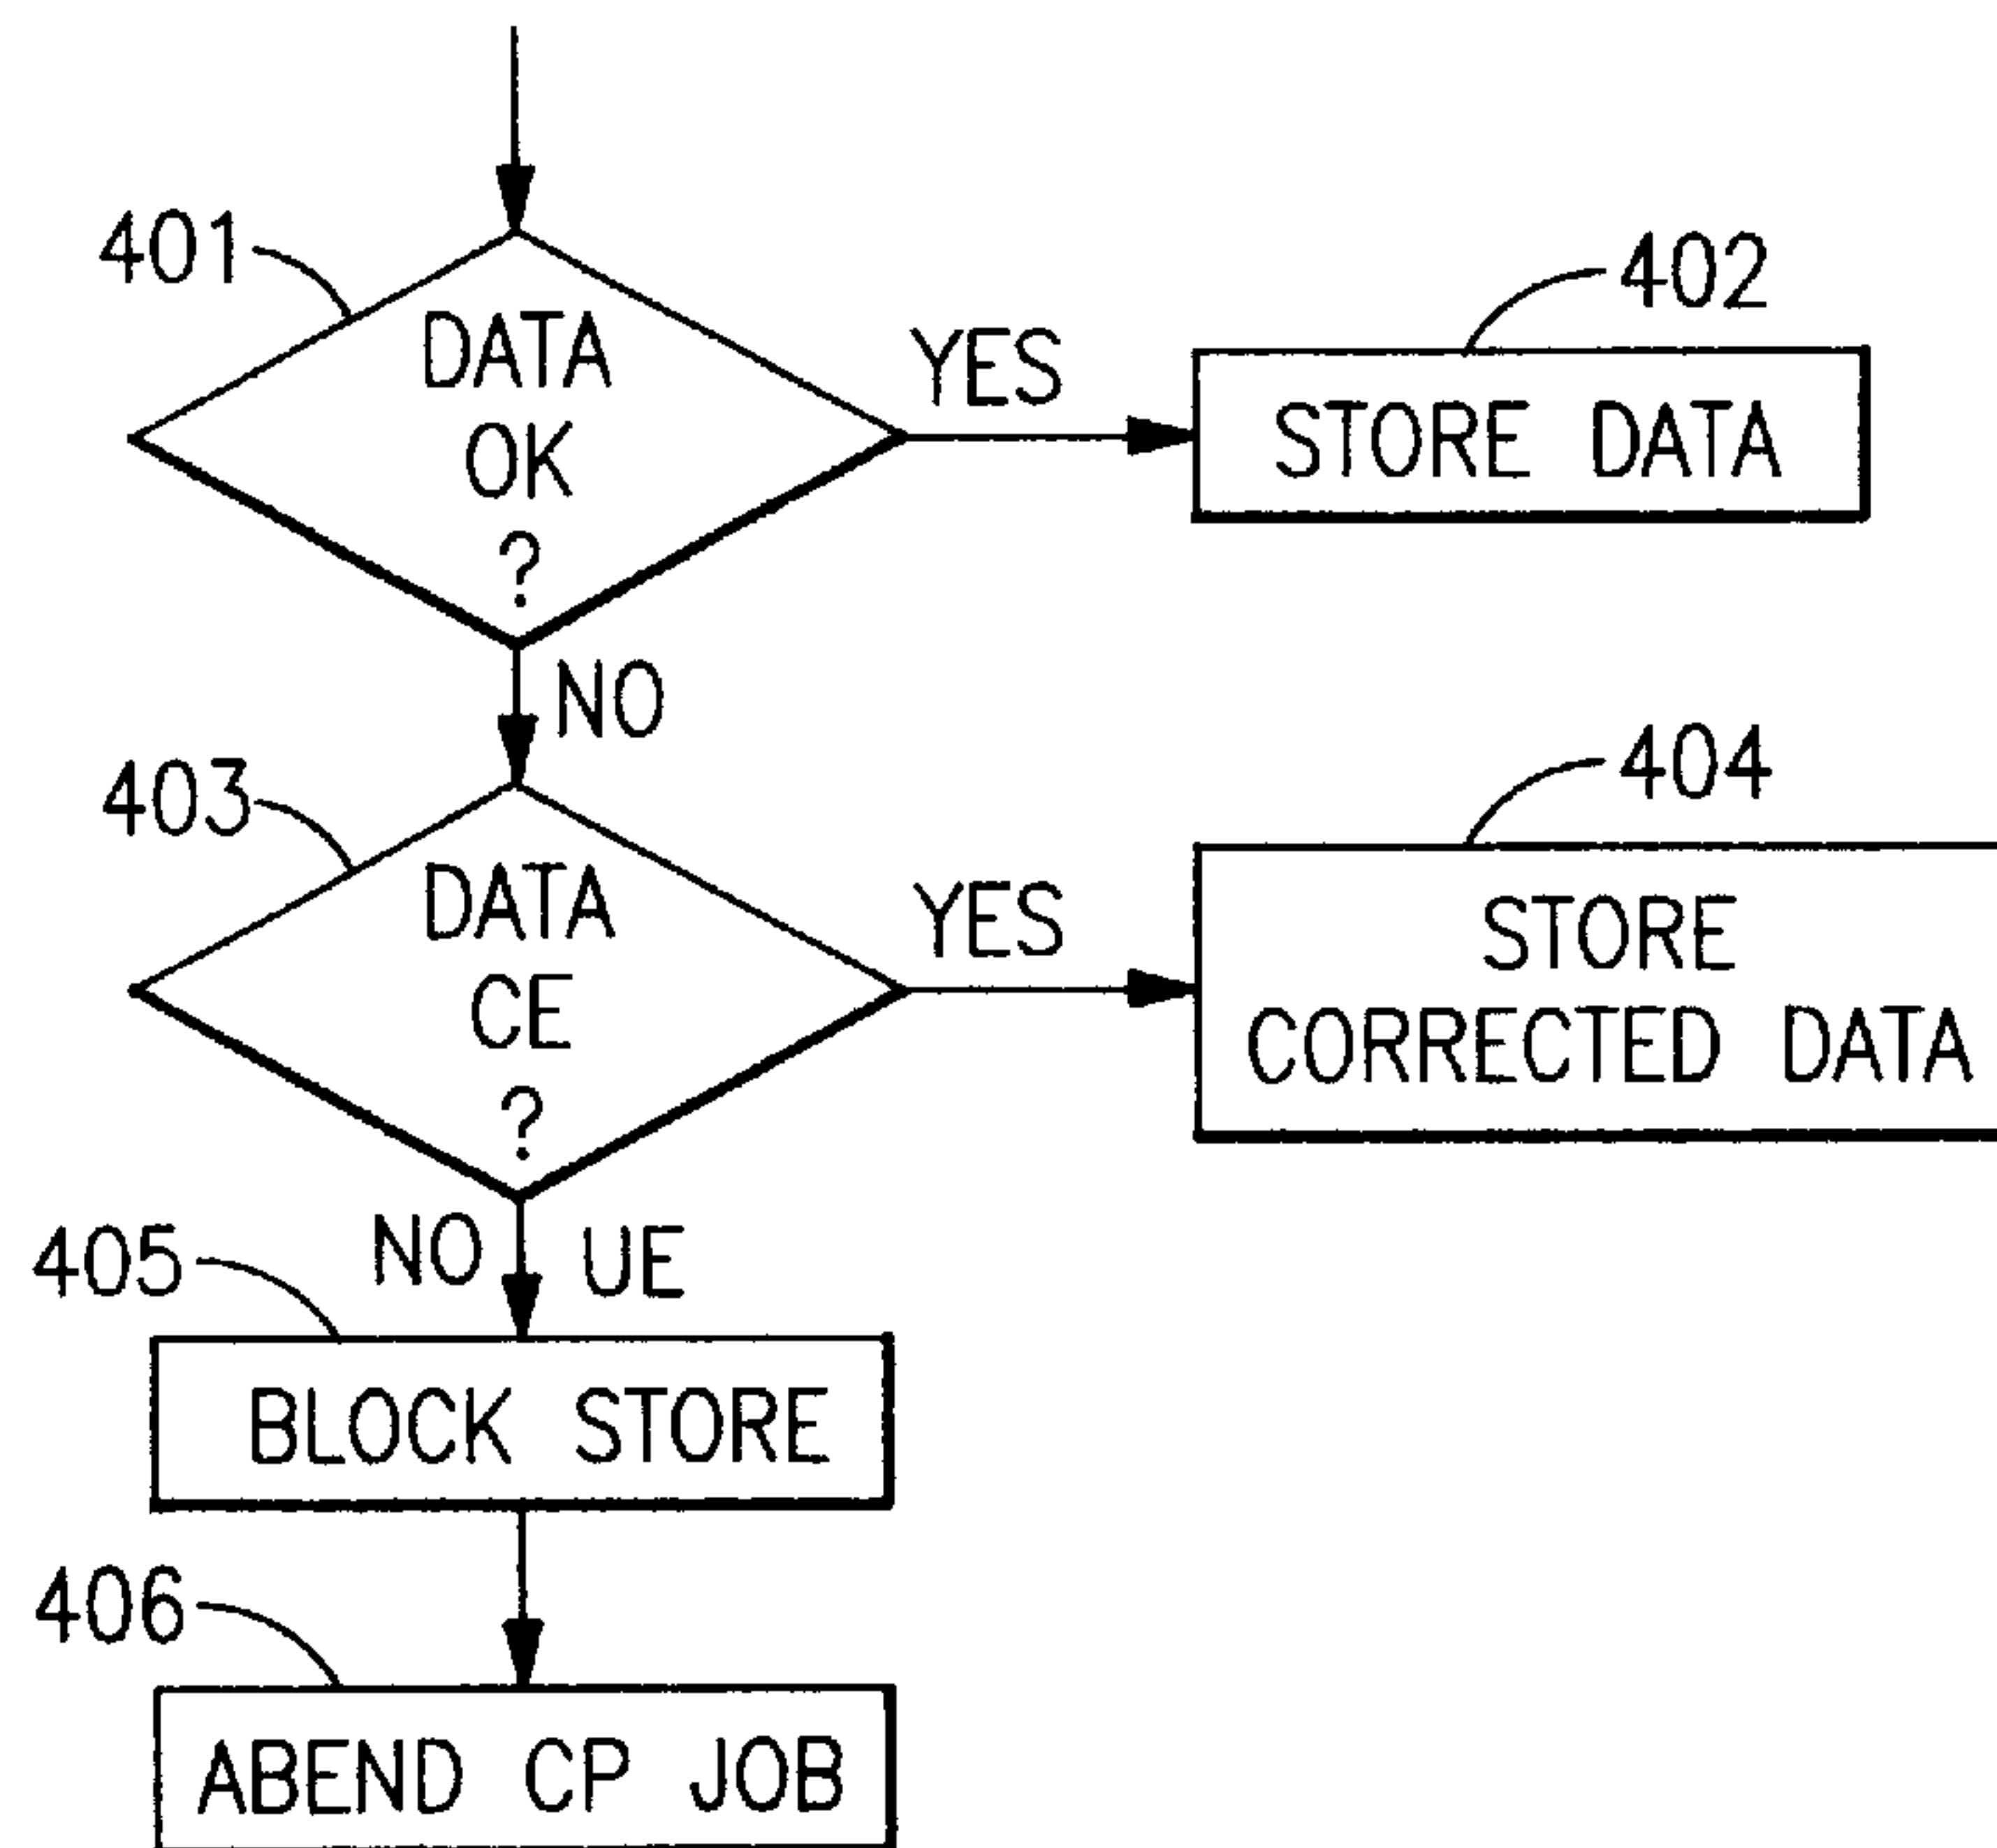 401
DATA
OK
?
YES
402
STORE DATA
NO
403
DATA
CE
?
YES
404
STORE
CORRECTED DATA
NO
UE
405
BLOCK STORE
406
ABEND CP JOB